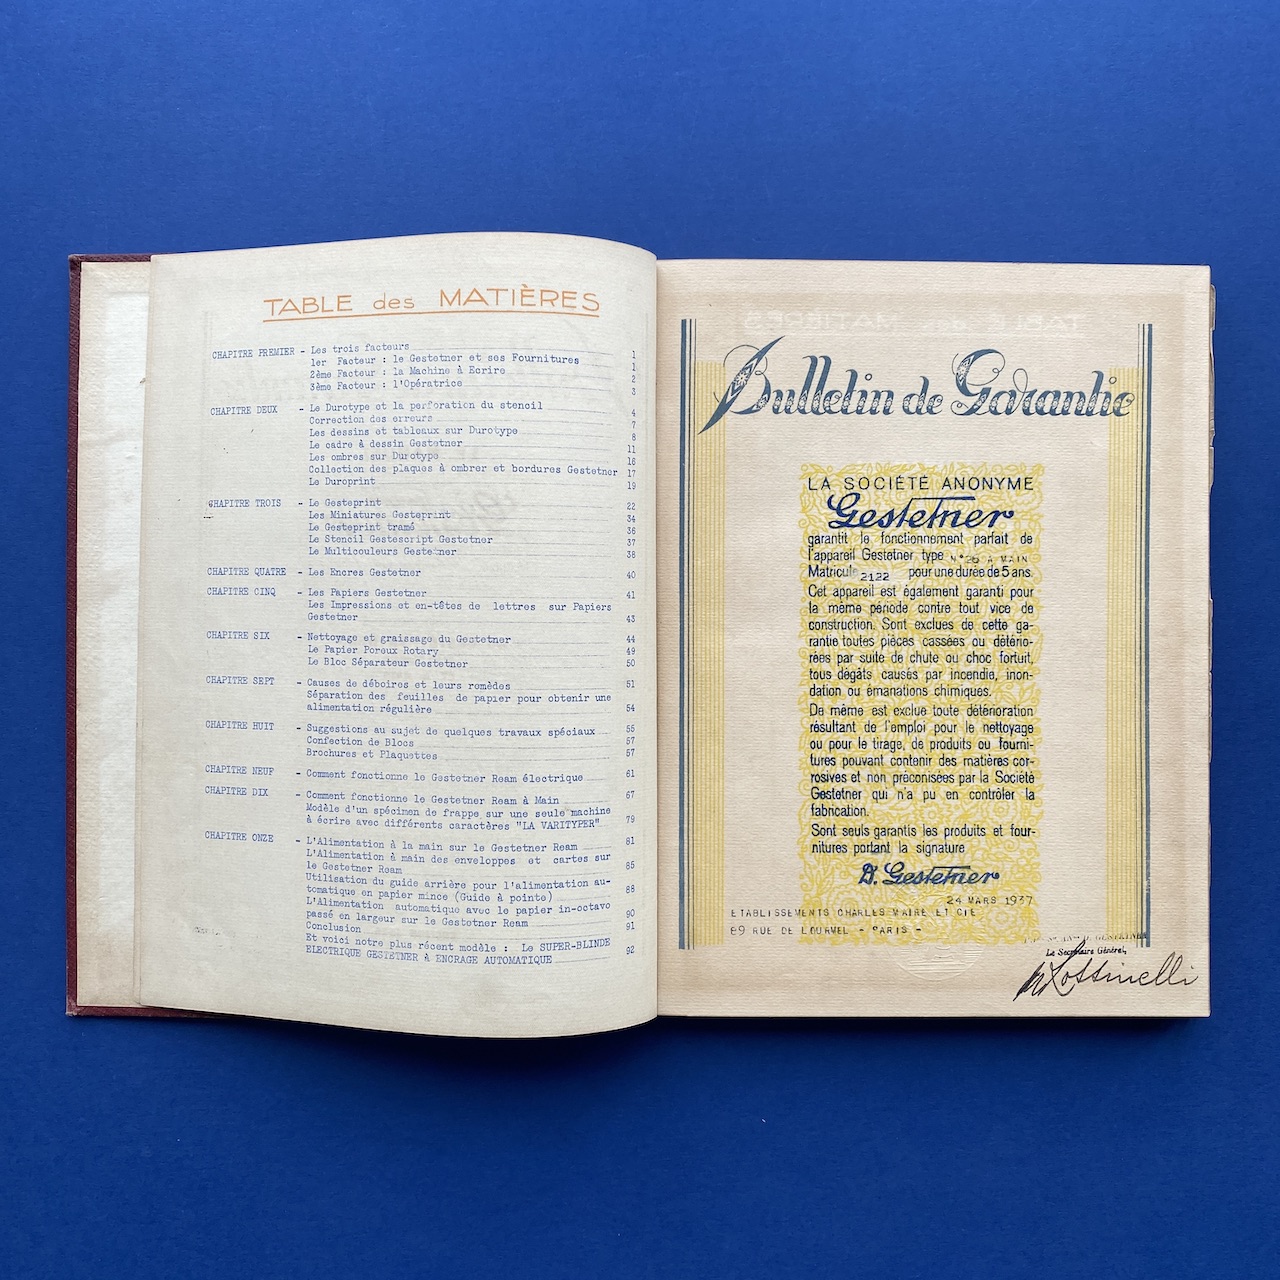 TABLE des MATIÈRES
CHAPITRE PREMIER - Les trois facteurs 1
1er Facteur : le Gestetner et ses Fournitures 1
2ème Facteur : la Machine à Ecrire 2
3ème Facteur : l'Opératrice 3
CHAPITRE DEUX - Le Durotype et la perforation du stencil 4
Correction des erreurs 7
Les dessins et tableaux sur Durotype 8
Le cadre à dessin Gestetner 11
Les ombres sur Durotype 16
Collection des plaques à ombrer et bordures Gestetner 17
Le Duroprint 19
CHAPITRE TROIS - Le Gesteprint 22
Les Miniatures Gesteprint 34
Le Gesteprint tramé 36
Le Stencil Gestescript Gestetner 37
Le Multicouleurs Gestetner 38
CHAPITRE QUATRE - Les Encres Gestetner 40
CHAPITRE CINQ - Les Papiers Gestetner 41
Les Impressions et en-têtes de lettres sur Papiers
Gestetner 43
CHAPITRE SIX - Nettoyage et graissage du Gestetner 44
Le Papier Poreux Rotary 49
Le Bloc Séparateur Gestetner 50
CHAPITRE SEPT - Causes de déboires et leurs remèdes 51
Séparation des feuilles de papier pour obtenir une
alimentation régulière 54
CHAPITRE HUIT - Suggestions au sujet de quelques travaux spéciaux 55
Confection de Blocs 57
Brochures et Plaquettes 57
CHAPITRE NEUF - Comment fonctionne le Gestetner Ream électrique 61
CHAPITRE DIX - Comment fonctionne le Gestetner Ream à Main 67
Modèle d'un spécimen de frappe sur une seule machine
à écrire avec différents caractères "LA VARITYPER" 79
CHAPITRE ONZE - L'Alimentation à la main sur le Gestetner Ream 81
L'Alimentation à main des enveloppes et cartes sur
le Gestetner Ream 85
Utilisation du guide arrière pour l'alimentation au-
tomatique en papier mince (Guide à pointe) 88
L'Alimentation automatique avec le papier in-octavo
passé en largeur sur le Gestetner Ream 90
Conclusion 91
Et voici notre plus récent modèle : Le SUPER-BLINDE
ELECTRIQUE GESTETNER à ENCRAGE AUTOMATIQUE 92
Bulletin de Garantie
LA SOCIÉTÉ ANONYME
Gestetner
garantit le fonctionnement parfait de
l'appareil Gestetner type N°26 A MAIN
Matricule 2122 pour une durée de 5 ans.
Cet appareil est également garanti pour
la même période contre tout vice de
construction. Sont exclues de cette ga-
rantie toutes pièces cassées ou détério-
rées par suite de chute ou choc fortuit,
tous dégâts causés par incendie, inon-
dation ou émanations chimiques.
De même est exclue toute détérioration
résultant de l'emploi pour le nettoyage
ou pour le tirage, de produits ou fourni-
tures pouvant contenir des matières cor-
rosives et non préconisées par la Société
Gestetner qui n'a pu en contrôler la
fabrication.
Sont seuls garantis les produits et four-
nitures portant la signature
D. Gestetner
24 MARS 1937
ETABLISSEMENTS CHARLES MAIRE ET CIE
89 RUE DE LOURMEL - PARIS -
GESTETNER
Le Secrétaire Général,